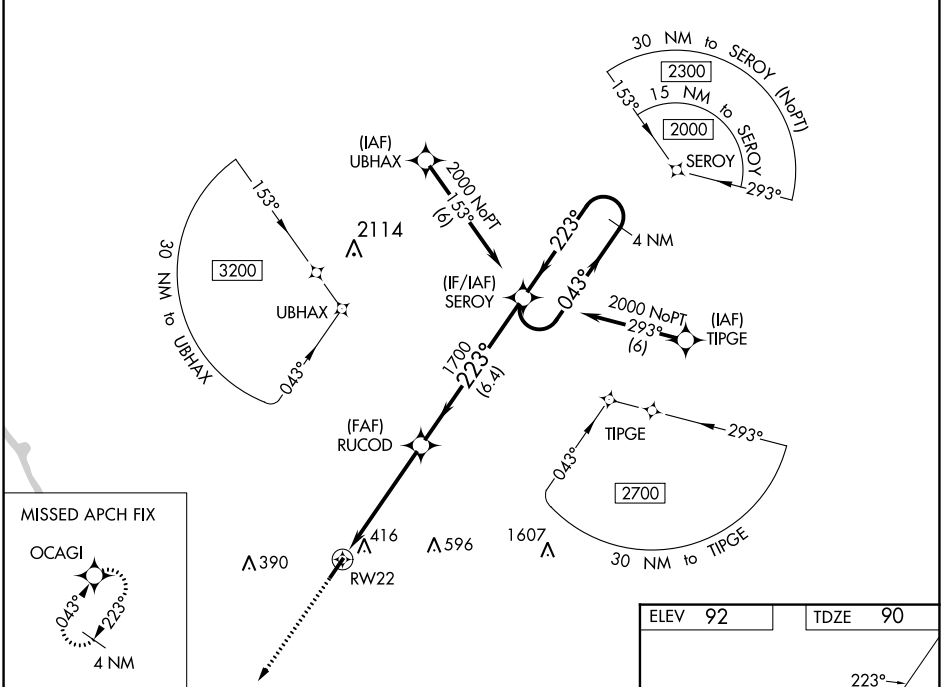 30 NM to SEROY (NoPT)
2300
15 NM to SEROY
2000
153°
SEROY
293°
(IAF)
UBHAX
2000 NoPT
153°
(6)
2114
153°
30 NM to UBHAX
3200
UBHAX
043°
223°
4 NM
043°
(IF/IAF)
SEROY
2000 NoPT
293°
(6)
(IAF)
TIPGE
1700
223°
(6.4)
(FAF)
RUCOD
TIPGE
293°
043°
2700
30 NM to TIPGE
MISSED APCH FIX
OCAGI
043°
223°
4 NM
390
416
596
1607
RW22
ELEV 92
TDZE 90
223°